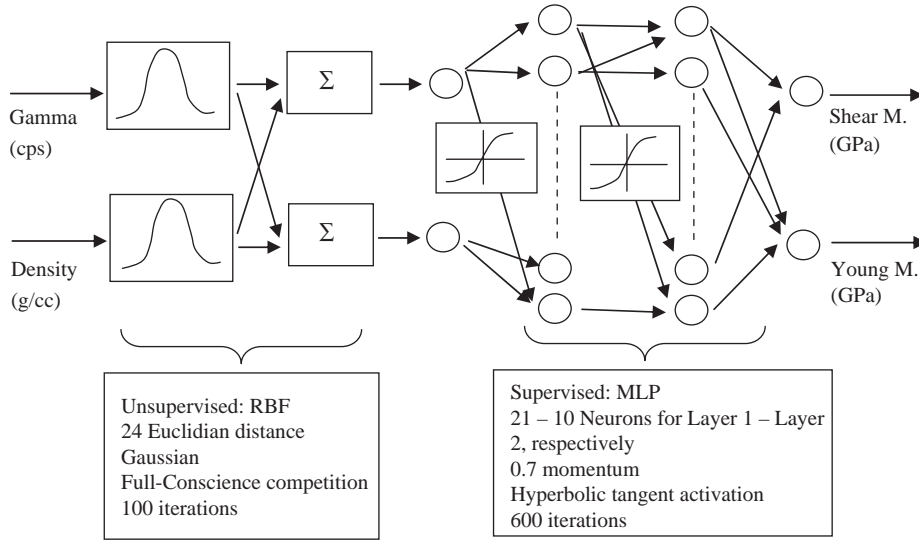 Gamma
(cps)
Σ
Shear M.
(GPa)
Density
(g/cc)
Σ
Young M.
(GPa)
Unsupervised: RBF
24 Euclidian distance
Gaussian
Full-Conscience competition
100 iterations
Supervised: MLP
21 – 10 Neurons for Layer 1 – Layer
2, respectively
0.7 momentum
Hyperbolic tangent activation
600 iterations